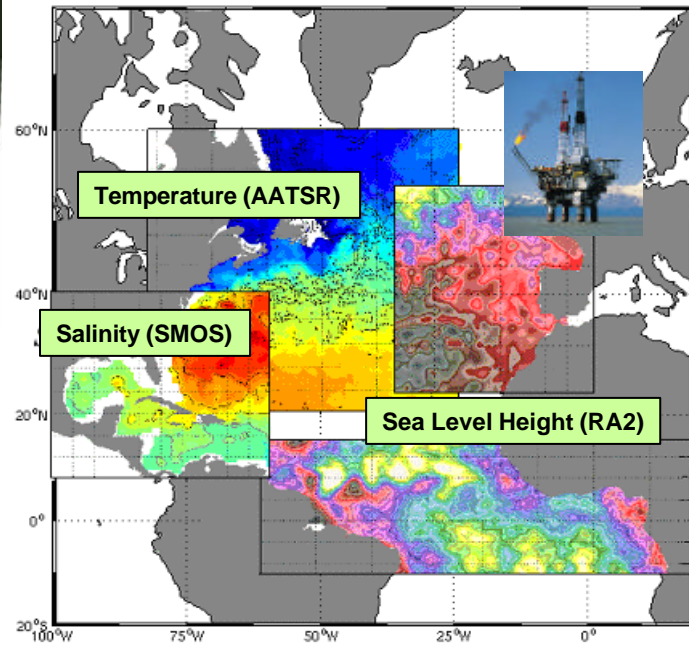 60°N
Temperature (AATSR)
40°N
Salinity (SMOS)
20°N
Sea Level Height (RA2)
0°
20°S
100°W 75°W 50°W 25°W 0°